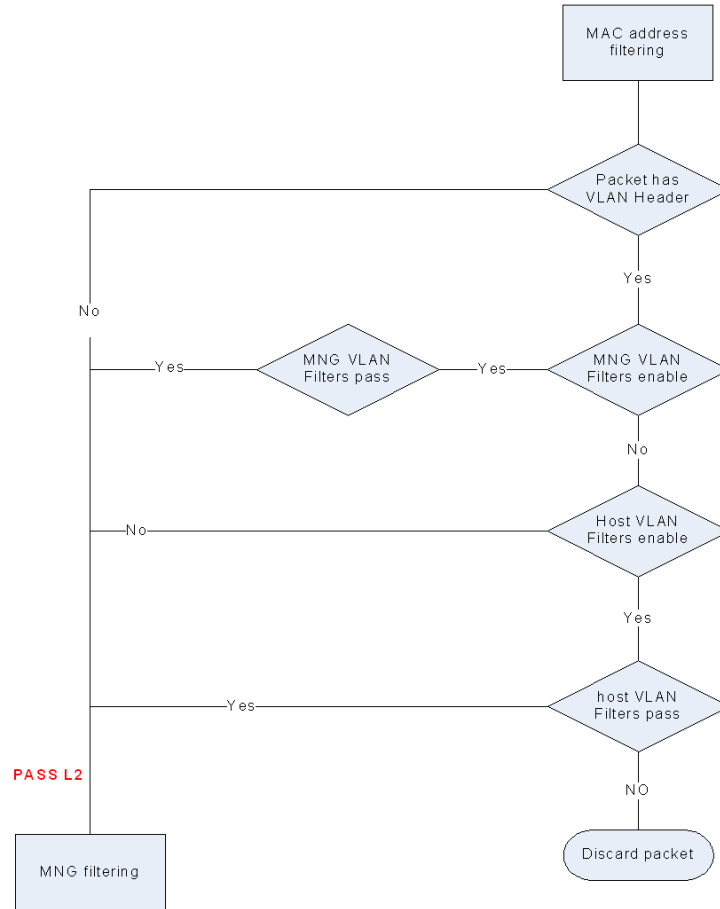 MAC address
filtering
Packet has
VLAN Header
Yes
No
Yes
MNG VLAN
Filters pass
Yes
MNG VLAN
Filters enable
No
No
Host VLAN
Filters enable
Yes
Yes
host VLAN
Filters pass
PASS L2
NO
MNG filtering
Discard packet